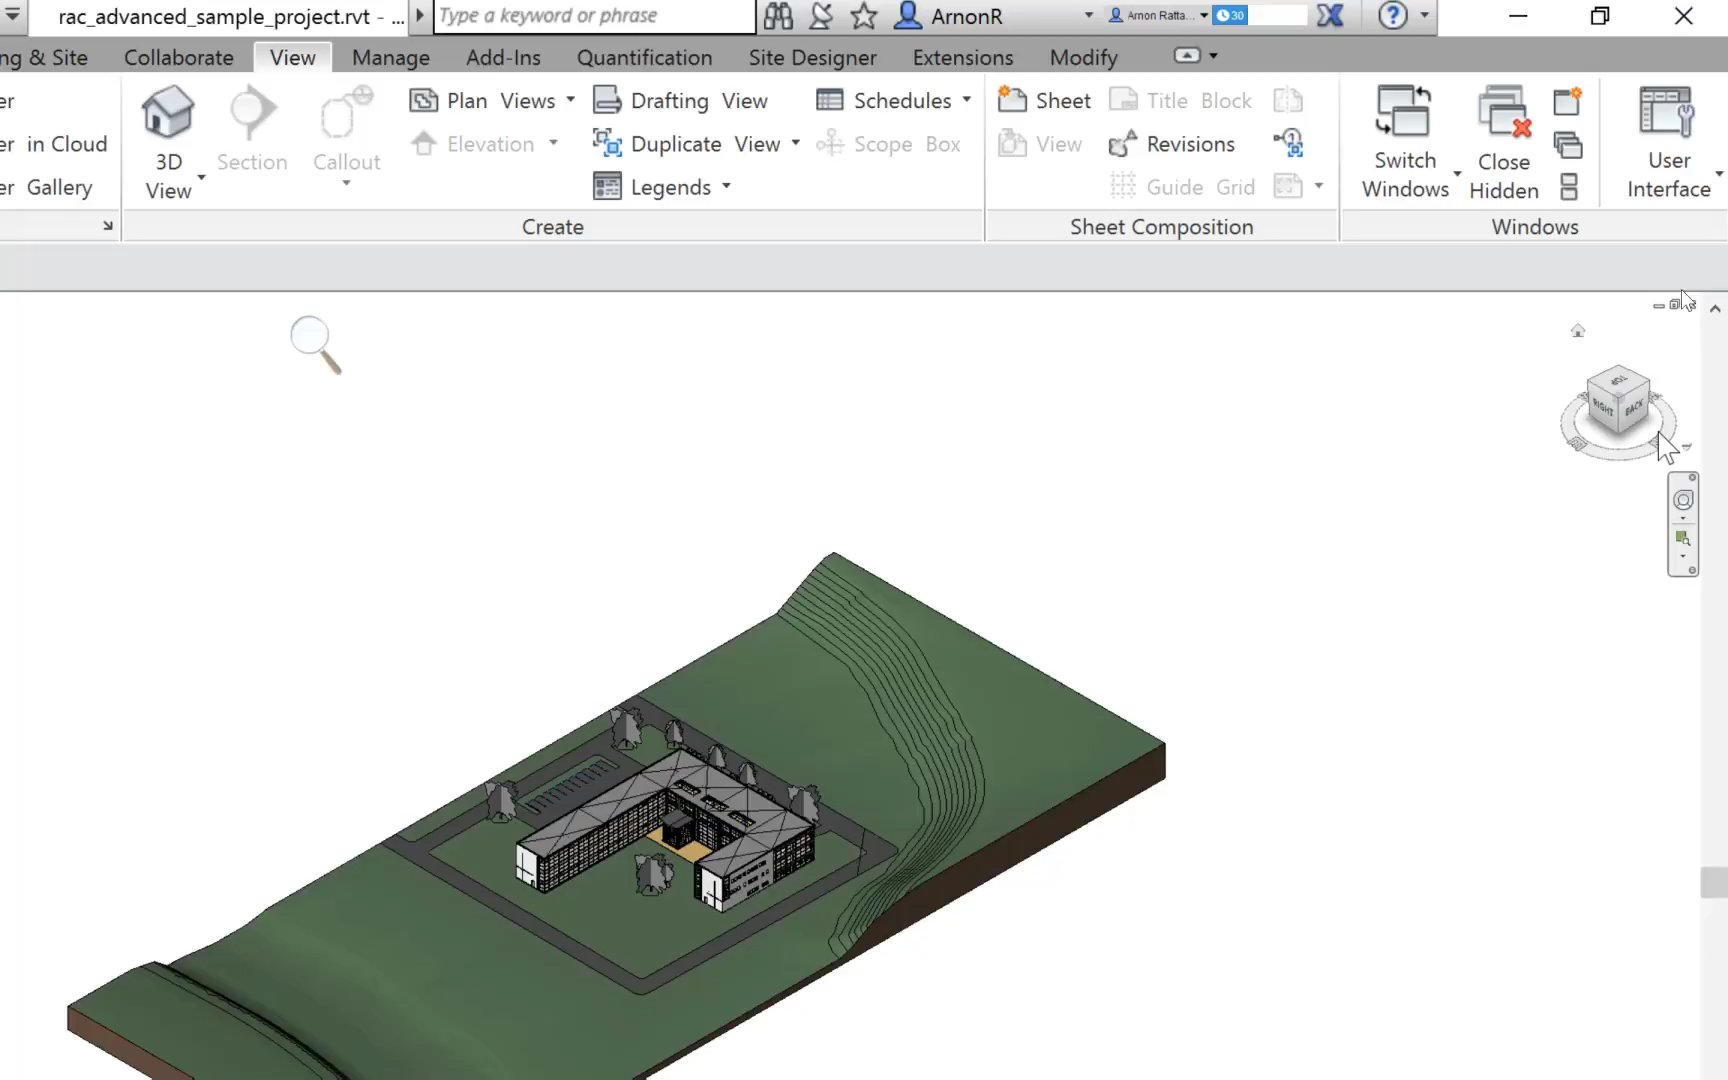 rac_advanced_sample_project.rvt - ...
Type a keyword or phrase
ArnonR
Arnon Ratta...
30
ng & Site
Collaborate
View
Manage
Add-Ins
Quantification
Site Designer
Extensions
Modify
er
er in Cloud
er Gallery
3D
View
Section
Callout
Plan Views
Elevation
Drafting View
Duplicate View
Legends
Schedules
Scope Box
Create
Sheet
View
Title Block
Revisions
Guide Grid
Sheet Composition
Switch
Windows
Close
Hidden
Windows
User
Interface
TOP
RIGHT
BACK